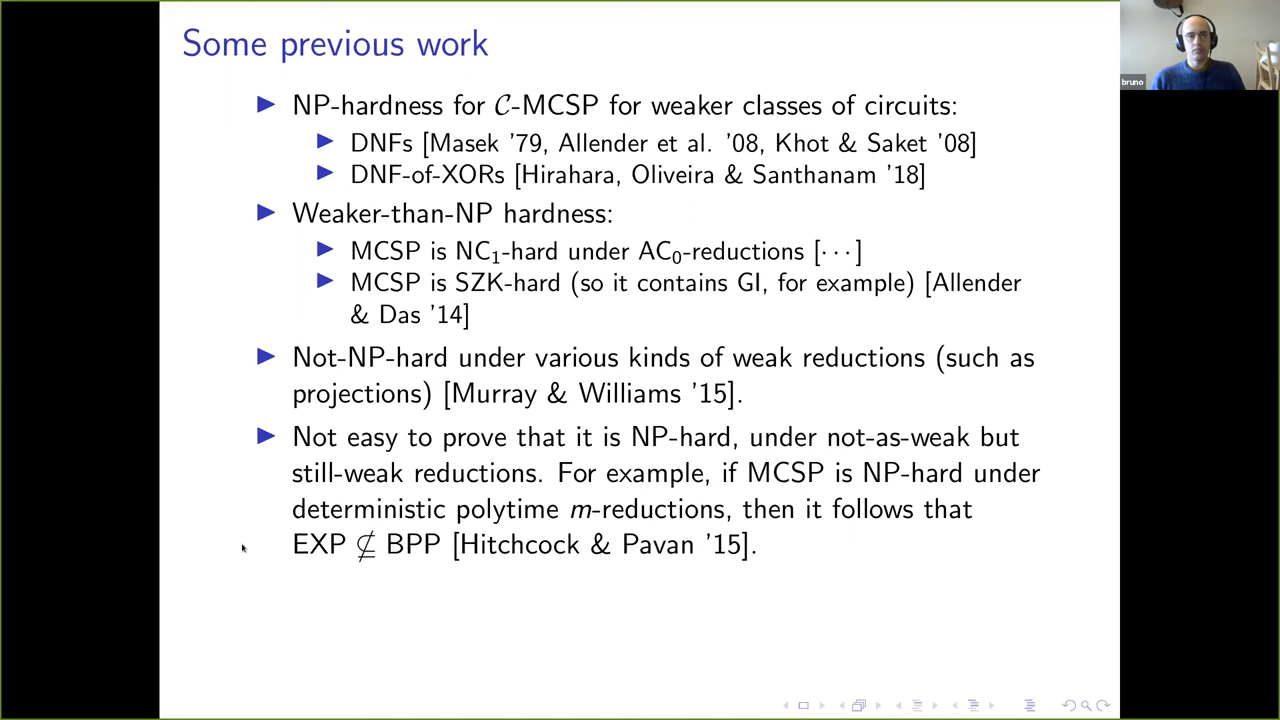 Some previous work
▶ NP-hardness for 𝒞-MCSP for weaker classes of circuits:
▶ DNFs [Masek '79, Allender et al. '08, Khot & Saket '08]
▶ DNF-of-XORs [Hirahara, Oliveira & Santhanam '18]
▶ Weaker-than-NP hardness:
▶ MCSP is NC₁-hard under AC₀-reductions [⋯]
▶ MCSP is SZK-hard (so it contains GI, for example) [Allender
& Das '14]
▶ Not-NP-hard under various kinds of weak reductions (such as
projections) [Murray & Williams '15].
▶ Not easy to prove that it is NP-hard, under not-as-weak but
still-weak reductions. For example, if MCSP is NP-hard under
deterministic polytime m-reductions, then it follows that
EXP ⊈ BPP [Hitchcock & Pavan '15].
bruno